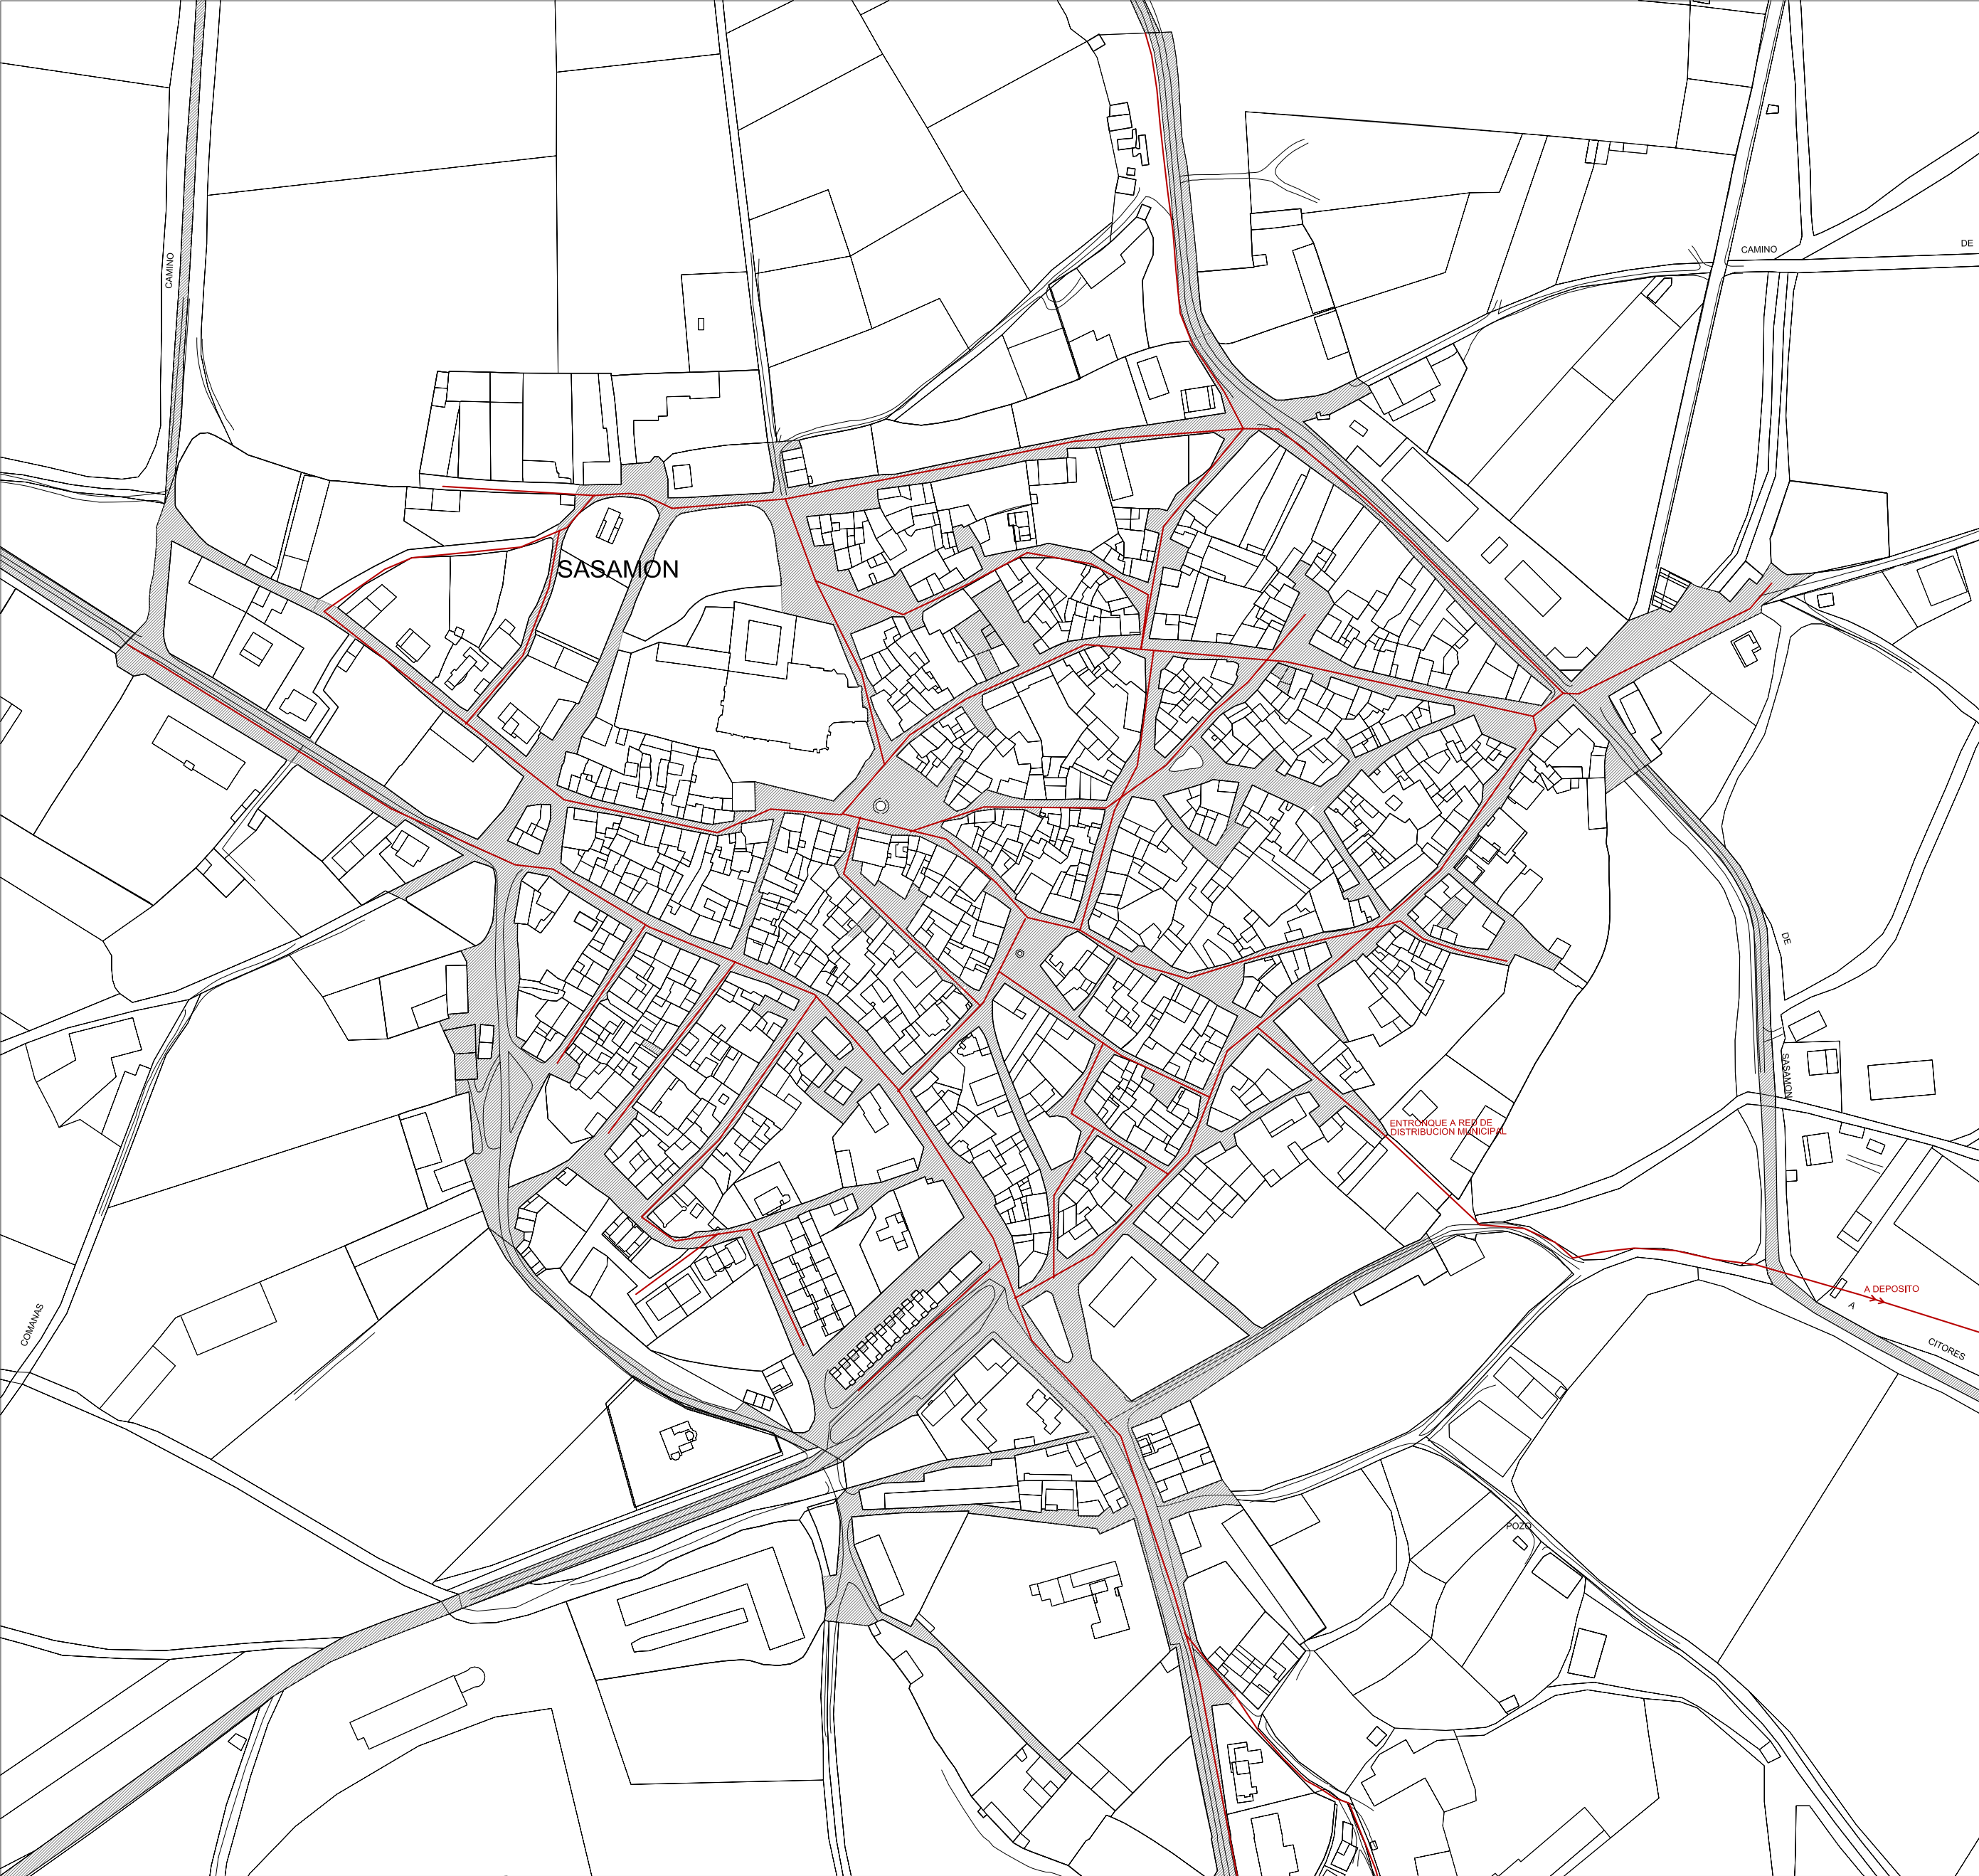 CAMINO
DE
CAMINO
SASAMON
DE
SASAMON
ENTRONQUE A RED DE
DISTRIBUCION MUNICIPAL
A DEPOSITO
A
COMANAS
CITORES
POZO